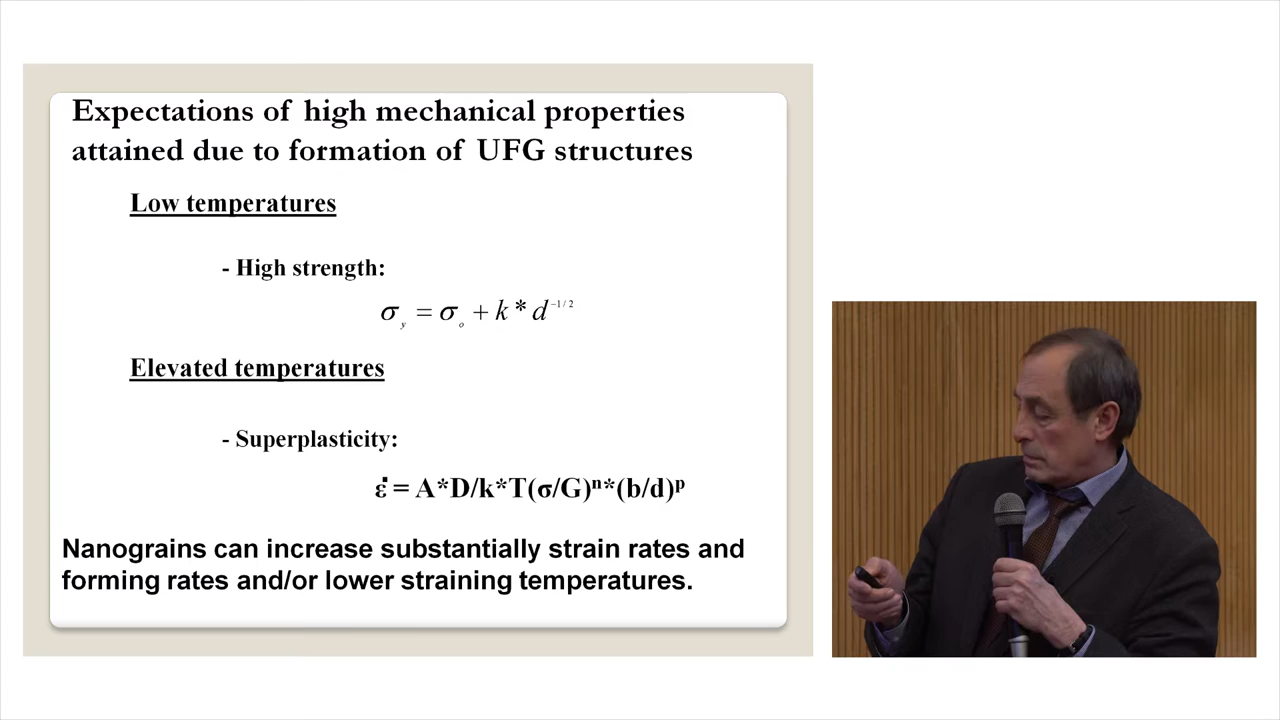 Expectations of high mechanical properties
attained due to formation of UFG structures
Low temperatures
- High strength:
σy = σo + k * d^-1/2
Elevated temperatures
- Superplasticity:
ε̇ = A*D/k*T(σ/G)ⁿ*(b/d)ᵖ
Nanograins can increase substantially strain rates and
forming rates and/or lower straining temperatures.